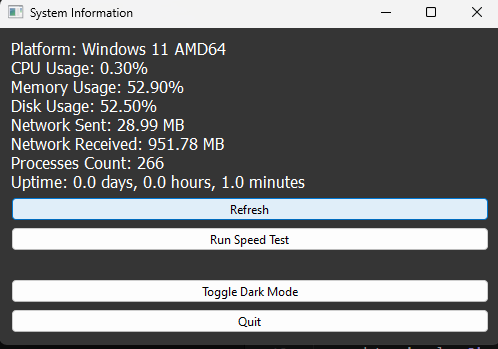 System Information
Platform: Windows 11 AMD64
CPU Usage: 0.30%
Memory Usage: 52.90%
Disk Usage: 52.50%
Network Sent: 28.99 MB
Network Received: 951.78 MB
Processes Count: 266
Uptime: 0.0 days, 0.0 hours, 1.0 minutes
Refresh
Run Speed Test
Toggle Dark Mode
Quit